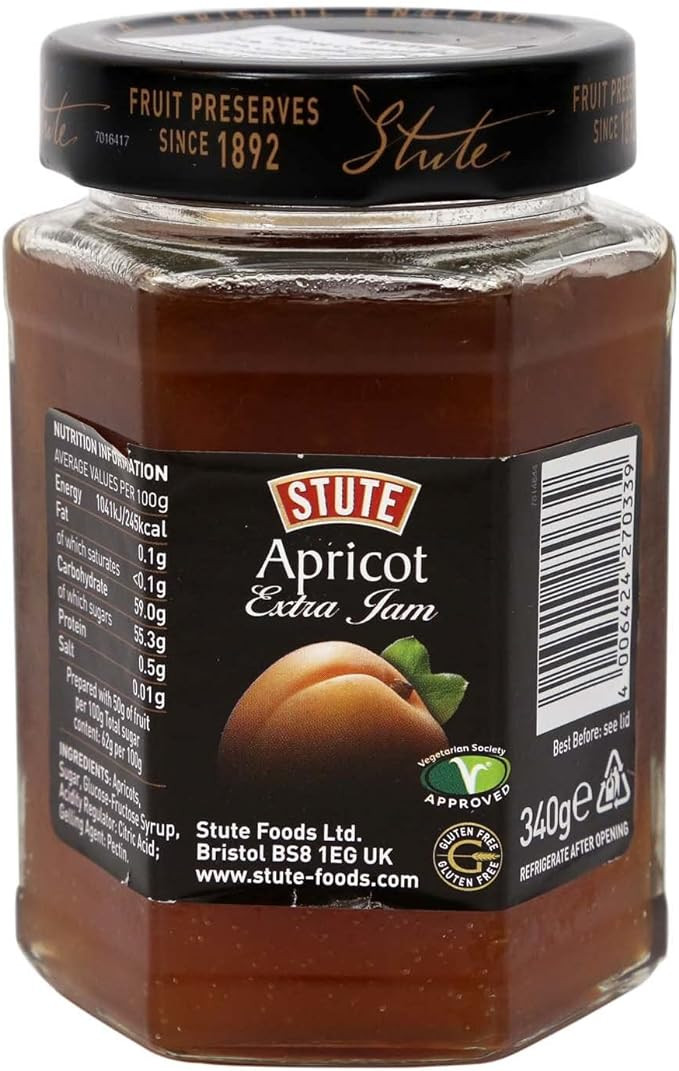 BRISTOL ENGLAND
FRUIT PRESERVES
SINCE 1892
Stute
7016417
FRUIT
SINCE
NUTRITION INFORMATION
AVERAGE VALUES PER 100g
Energy 1041kJ/245kcal
Fat 0.1g
of which saturates <0.1g
Carbohydrate 59.0g
of which sugars 55.3g
Protein 0.5g
Salt 0.01g
Prepared with 50g of fruit
per 100g Total sugar
content: 62g per 100g
INGREDIENTS: Apricots,
Sugar, Glucose-Fructose Syrup,
Acidity Regulator: Citric Acid;
Gelling Agent: Pectin.
STUTE
Apricot
Extra Jam
Vegetarian Society
APPROVED
Stute Foods Ltd.
Bristol BS8 1EG UK
www.stute-foods.com
GLUTEN FREE
GLUTEN FREE
4 006424 270339
Best Before: see lid
340g e
REFRIGERATE AFTER OPENING